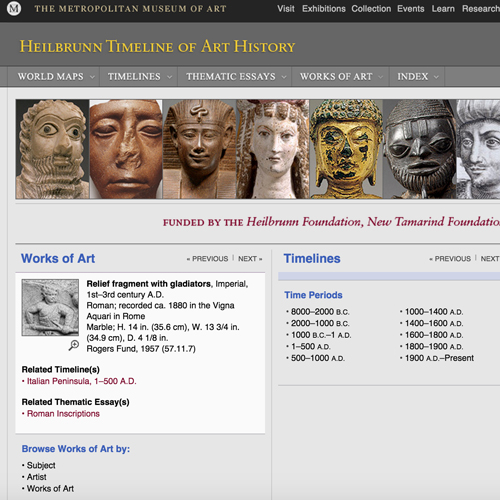 M THE METROPOLITAN MUSEUM OF ART Visit Exhibitions Collection Events Learn Research
HEILBRUNN TIMELINE OF ART HISTORY
WORLD MAPS TIMELINES THEMATIC ESSAYS WORKS OF ART INDEX
FUNDED BY THE Heilbrunn Foundation, New Tamarind Foundatio
Works of Art « PREVIOUS | NEXT »
Relief fragment with gladiators, Imperial,
1st–3rd century A.D.
Roman; recorded ca. 1880 in the Vigna
Aquari in Rome
Marble; H. 14 in. (35.6 cm), W. 13 3/4 in.
(34.9 cm), D. 4 1/8 in.
Rogers Fund, 1957 (57.11.7)
Related Timeline(s)
• Italian Peninsula, 1–500 A.D.
Related Thematic Essay(s)
• Roman Inscriptions
Browse Works of Art by:
• Subject
• Artist
• Works of Art
Timelines « PREVIOUS | NEXT »
Time Periods
• 8000–2000 B.C.
• 2000–1000 B.C.
• 1000 B.C.–1 A.D.
• 1–500 A.D.
• 500–1000 A.D.
• 1000–1400 A.D.
• 1400–1600 A.D.
• 1600–1800 A.D.
• 1800–1900 A.D.
• 1900 A.D.–Present